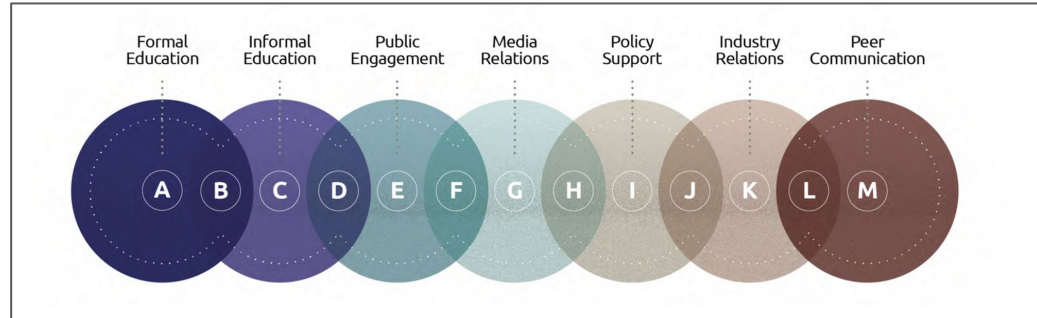 Formal
Education
Informal
Education
Public
Engagement
Media
Relations
Policy
Support
Industry
Relations
Peer
Communication
A B C D E F G H I J K L M